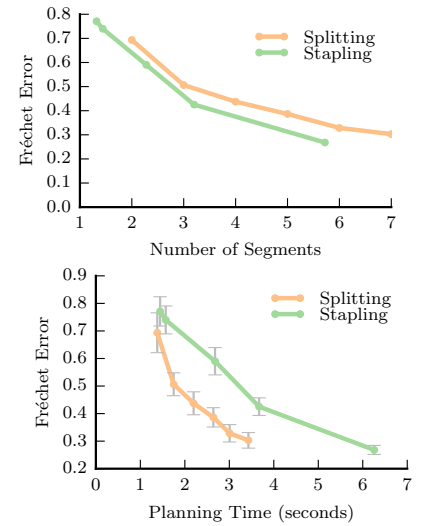 0.8
0.7
0.6
0.5
0.4
0.3
0.2
0.1
0.0
Fréchet Error
Splitting
Stapling
1 2 3 4 5 6 7
Number of Segments
0.9
0.8
0.7
0.6
0.5
0.4
0.3
0.2
Fréchet Error
Splitting
Stapling
0 1 2 3 4 5 6 7
Planning Time (seconds)